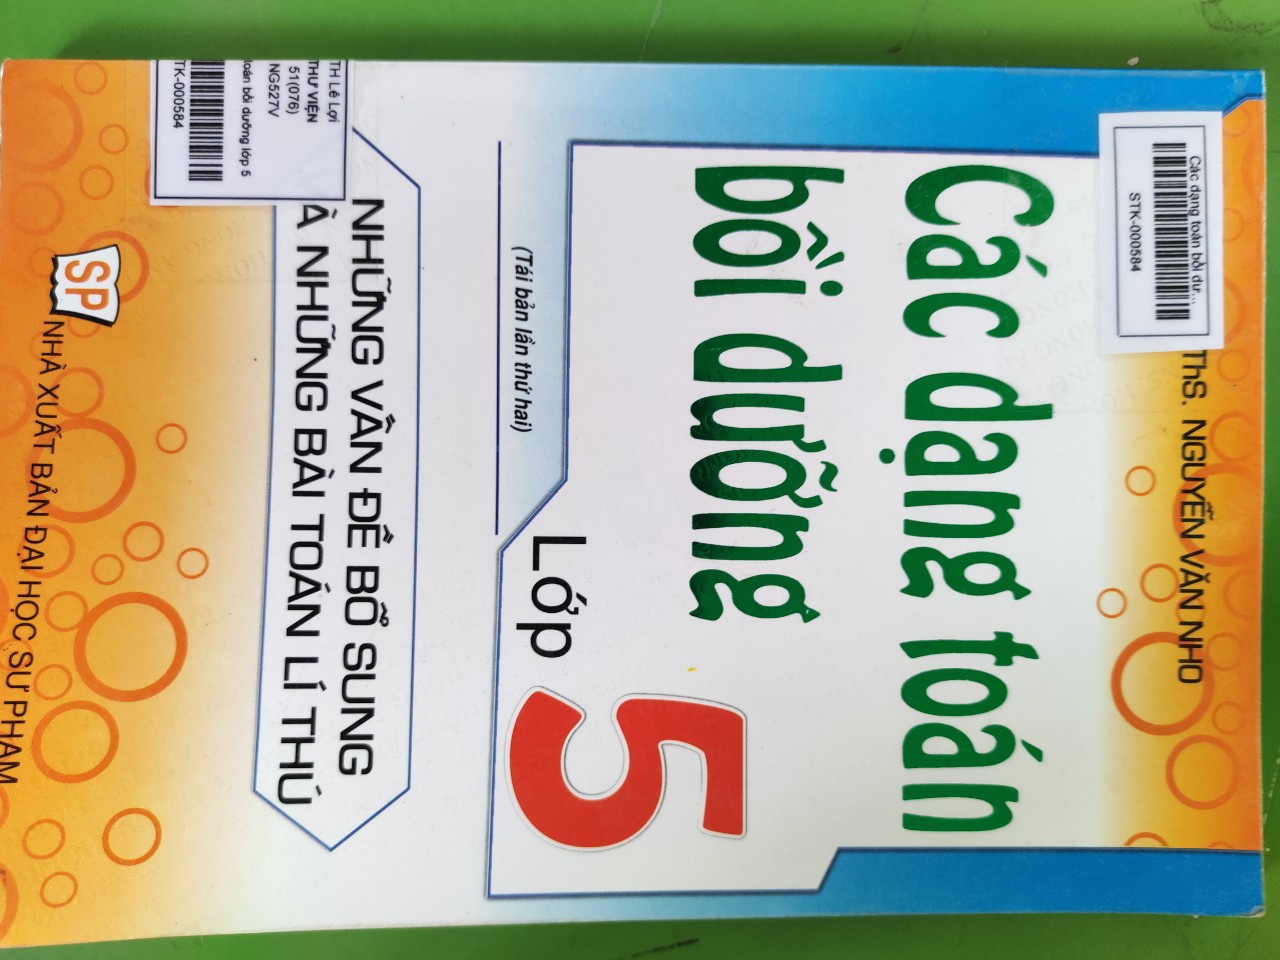 ThS. NGUYỄN VĂN NHO
Các dạng toán bồi dư...
STK-000584
Các dạng toán
bồi dưỡng
Lớp 5
(Tái bản lần thứ hai)
NHỮNG VẤN ĐỀ BỔ SUNG
À NHỮNG BÀI TOÁN LÍ THÚ
TH Lê Lợi
THƯ VIỆN
51(076)
NG527V
toán bồi dưỡng lớp 5
TK-000584
SP
NHÀ XUẤT BẢN ĐẠI HỌC SƯ PHẠM